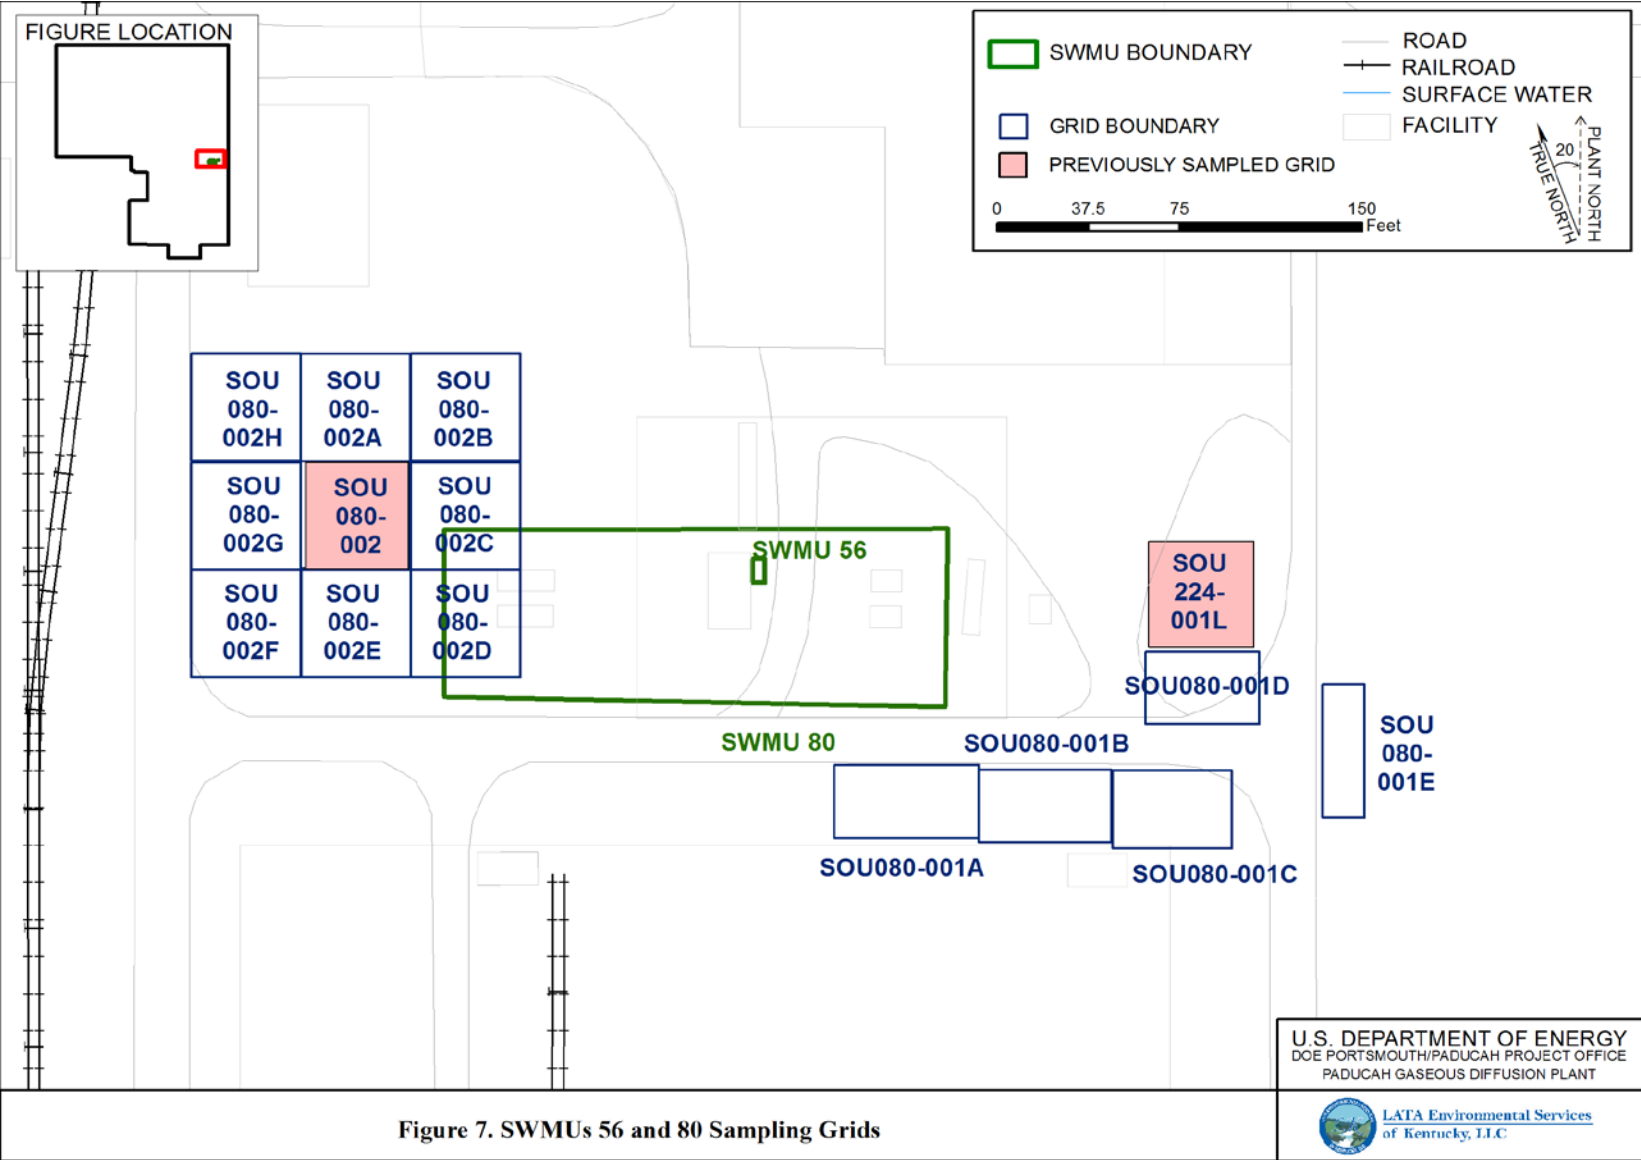 FIGURE LOCATION
SWMU BOUNDARY
GRID BOUNDARY
PREVIOUSLY SAMPLED GRID
ROAD
RAILROAD
SURFACE WATER
FACILITY
0 37.5 75 150
Feet
20
TRUE NORTH
PLANT NORTH
SOU
080-
002H
SOU
080-
002A
SOU
080-
002B
SOU
080-
002G
SOU
080-
002
SOU
080-
002C
SOU
080-
002F
SOU
080-
002E
SOU
080-
002D
SWMU 56
SWMU 80
SOU
224-
001L
SOU080-001D
SOU080-001B
SOU
080-
001E
SOU080-001A
SOU080-001C
U.S. DEPARTMENT OF ENERGY
DOE PORTSMOUTH/PADUCAH PROJECT OFFICE
PADUCAH GASEOUS DIFFUSION PLANT
Figure 7. SWMUs 56 and 80 Sampling Grids
LATA Environmental Services
of Kentucky, LLC